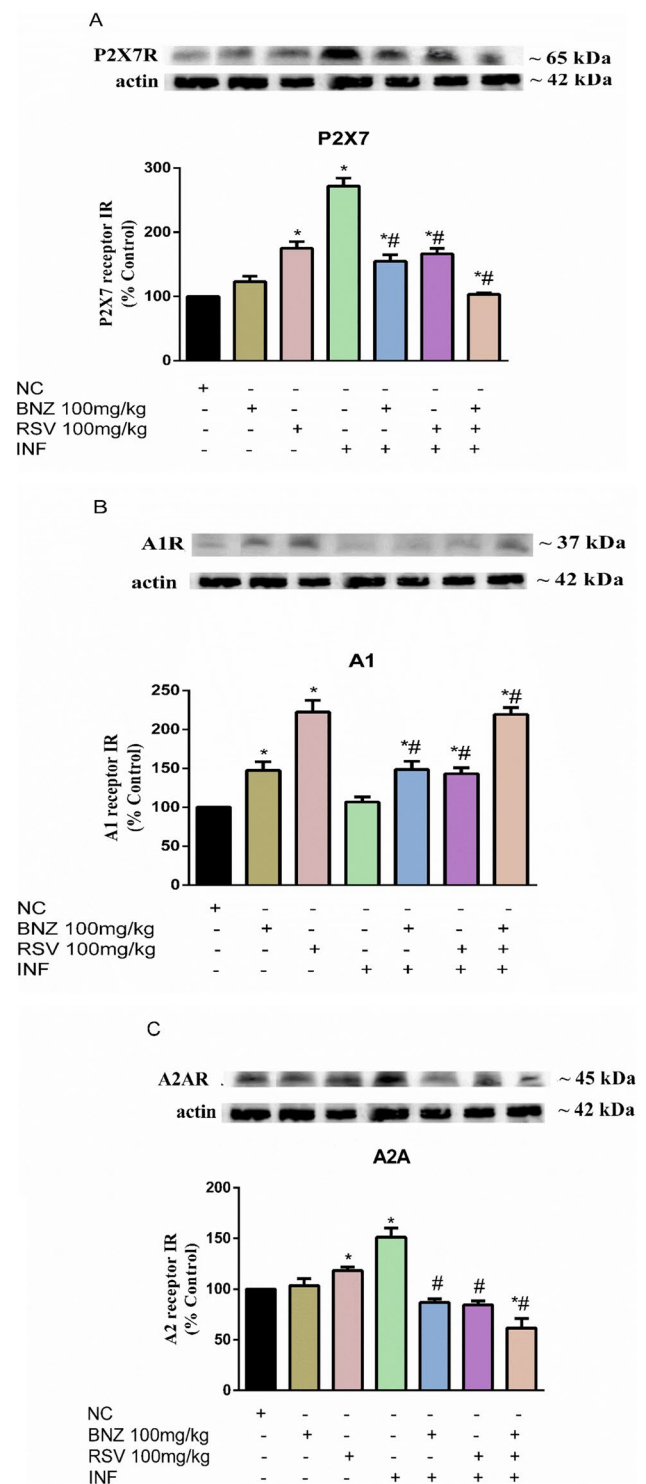 A
P2X7R ~ 65 kDa
actin ~ 42 kDa
P2X7
300
200
100
0
P2X7 receptor IR
(% Control)
* * *# *# *#
NC + - - - - - -
BNZ 100mg/kg - + - - + - +
RSV 100mg/kg - - + - - + +
INF - - - + + + +
B
A1R ~ 37 kDa
actin ~ 42 kDa
A1
250
200
150
100
50
0
A1 receptor IR
(% Control)
* * *# *# *#
NC + - - - - - -
BNZ 100mg/kg - + - - + - +
RSV 100mg/kg - - + - - + +
INF - - - + + + +
C
A2AR ~ 45 kDa
actin ~ 42 kDa
A2A
200
150
100
50
0
A2 receptor IR
(% Control)
* * # # *#
NC + - - - - - -
BNZ 100mg/kg - + - - + - +
RSV 100mg/kg - - + - - + +
INF - - - + + + +